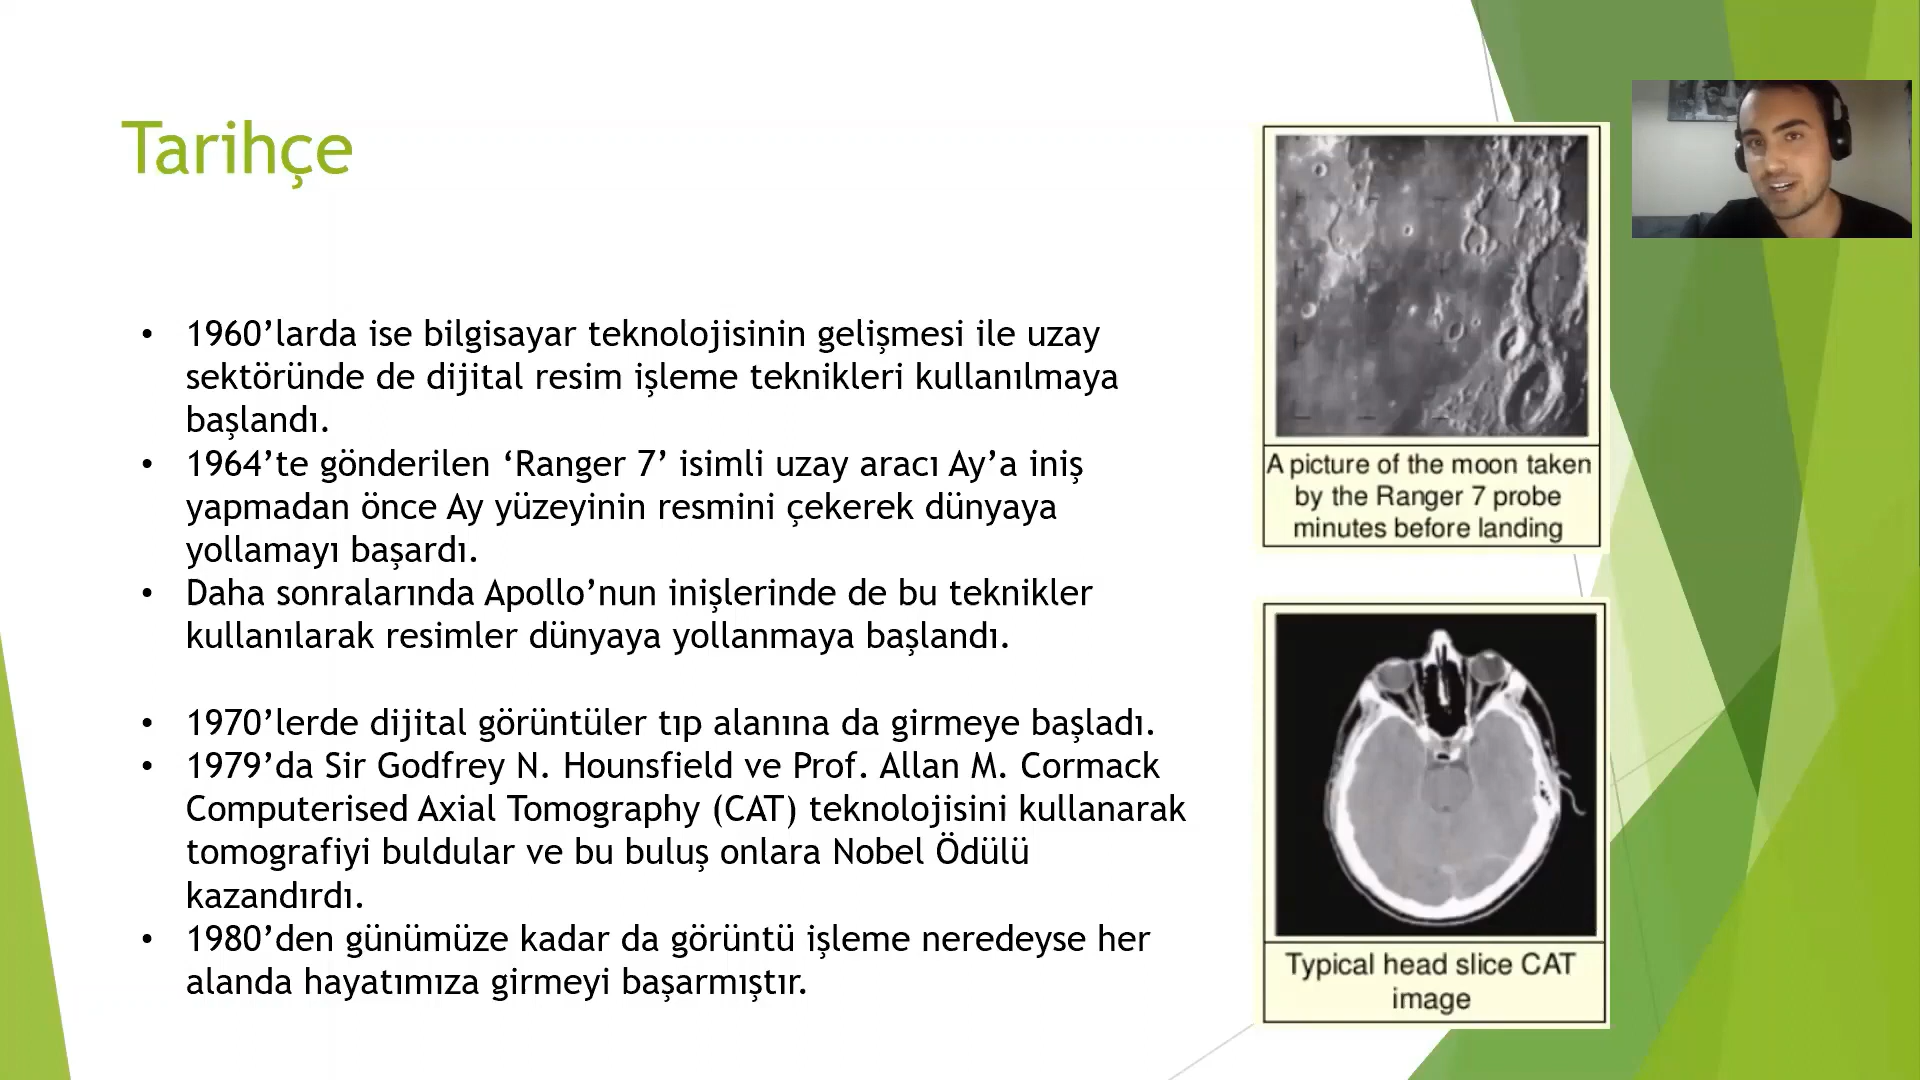 Tarihçe
• 1960’larda ise bilgisayar teknolojisinin gelişmesi ile uzay
sektöründe de dijital resim işleme teknikleri kullanılmaya
başlandı.
• 1964’te gönderilen ‘Ranger 7’ isimli uzay aracı Ay’a iniş
yapmadan önce Ay yüzeyinin resmini çekerek dünyaya
yollamayı başardı.
• Daha sonralarında Apollo’nun inişlerinde de bu teknikler
kullanılarak resimler dünyaya yollanmaya başlandı.
• 1970’lerde dijital görüntüler tıp alanına da girmeye başladı.
• 1979’da Sir Godfrey N. Hounsfield ve Prof. Allan M. Cormack
Computerised Axial Tomography (CAT) teknolojisini kullanarak
tomografiyi buldular ve bu buluş onlara Nobel Ödülü
kazandırdı.
• 1980’den günümüze kadar da görüntü işleme neredeyse her
alanda hayatımıza girmeyi başarmıştır.
A picture of the moon taken
by the Ranger 7 probe
minutes before landing
Typical head slice CAT
image